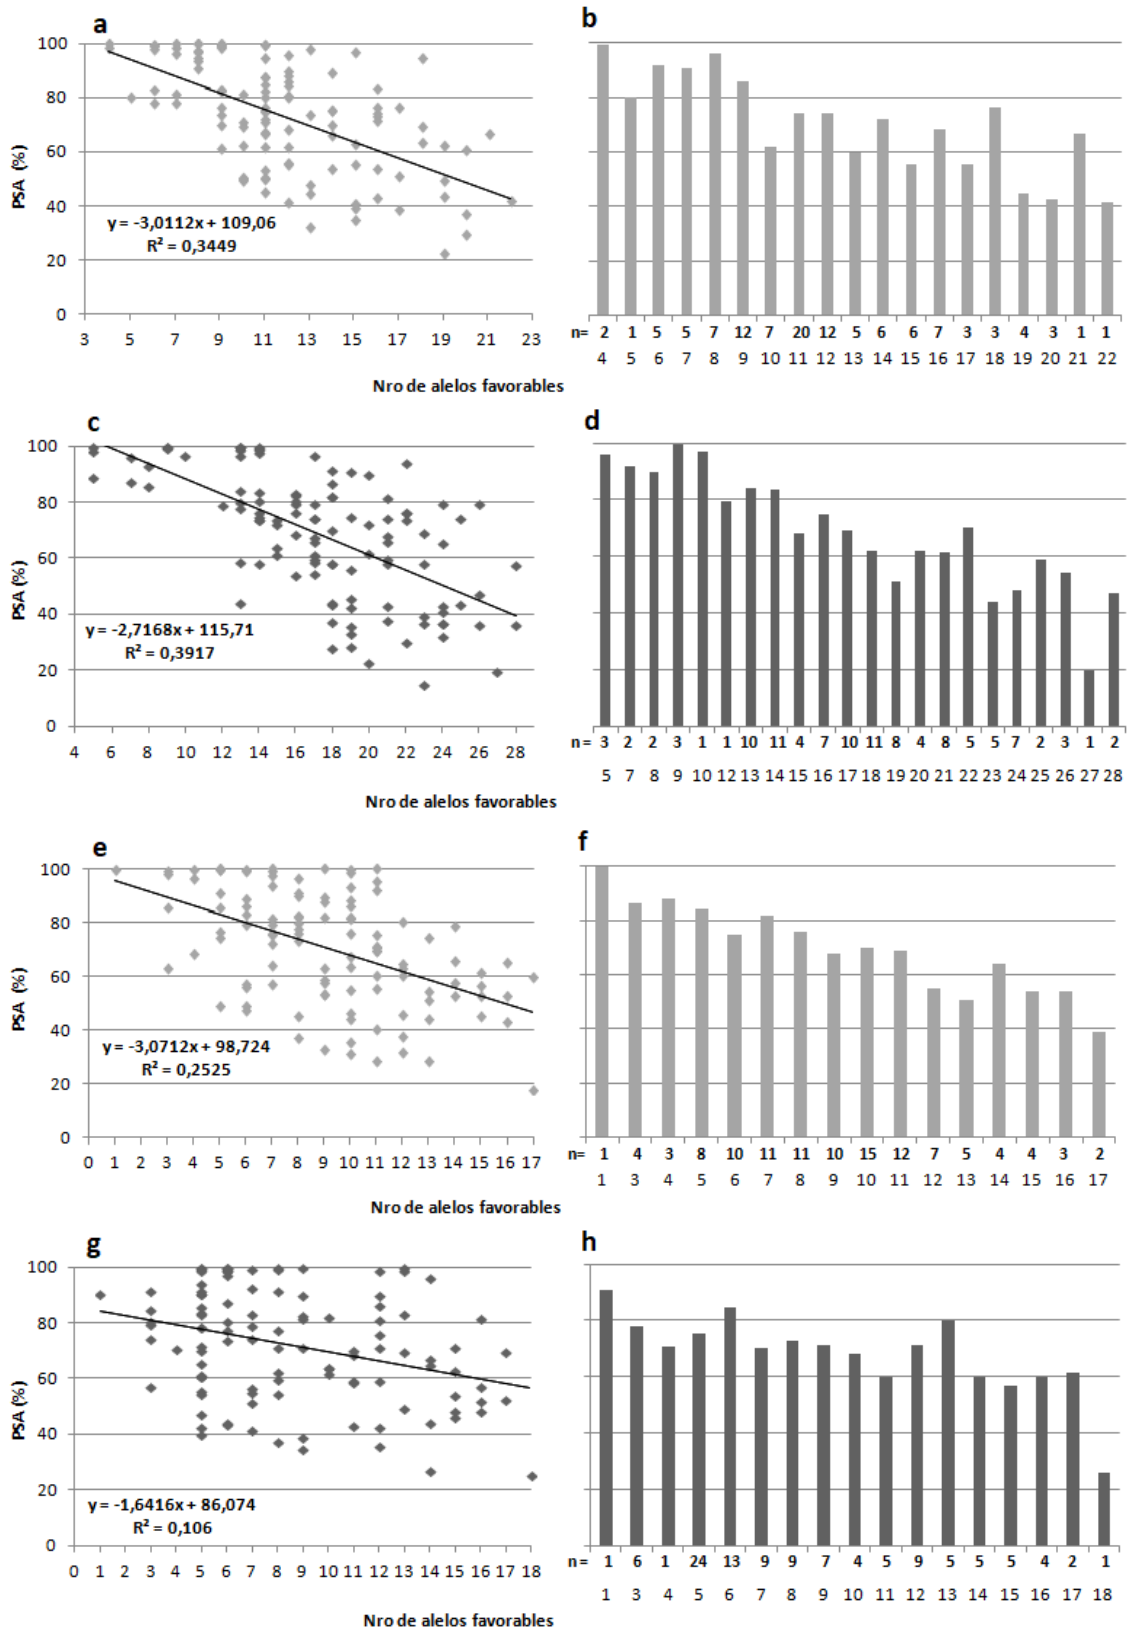 a
b
PSA (%)
100
80
60
40
20
0
y = -3,0112x + 109,06
R² = 0,3449
3 5 7 9 11 13 15 17 19 21 23
n= 2 1 5 5 7 12 7 20 12 5 6 6 7 3 3 4 3 1 1
4 5 6 7 8 9 10 11 12 13 14 15 16 17 18 19 20 21 22
Nro de alelos favorables
c
d
PSA (%)
100
80
60
40
20
0
y = -2,7168x + 115,71
R² = 0,3917
4 6 8 10 12 14 16 18 20 22 24 26 28
n = 3 2 2 3 1 1 10 11 4 7 10 11 8 4 8 5 5 7 2 3 1 2
5 7 8 9 10 12 13 14 15 16 17 18 19 20 21 22 23 24 25 26 27 28
Nro de alelos favorables
e
f
PSA (%)
100
80
60
40
20
0
y = -3,0712x + 98,724
R² = 0,2525
0 1 2 3 4 5 6 7 8 9 10 11 12 13 14 15 16 17
n= 1 4 3 8 10 11 11 10 15 12 7 5 4 4 3 2
1 3 4 5 6 7 8 9 10 11 12 13 14 15 16 17
Nro de alelos favorables
g
h
PSA (%)
100
80
60
40
20
0
y = -1,6416x + 86,074
R² = 0,106
0 1 2 3 4 5 6 7 8 9 10 11 12 13 14 15 16 17 18
n = 1 6 1 24 13 9 9 7 4 5 9 5 5 5 4 2 1
1 3 4 5 6 7 8 9 10 11 12 13 14 15 16 17 18
Nro de alelos favorables